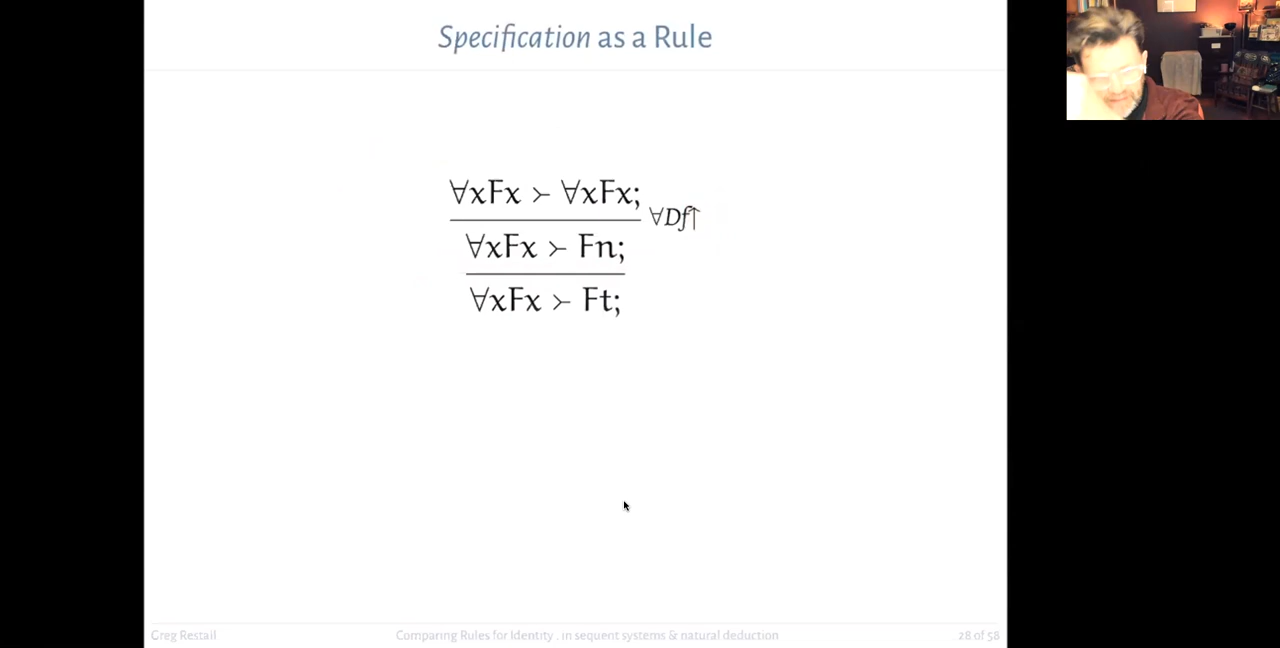 Specification as a Rule
∀xFx ≻ ∀xFx;
∀Df↑
∀xFx ≻ Fn;
∀xFx ≻ Ft;
Greg Restall
Comparing Rules for Identity . in sequent systems & natural deduction
28 of 58